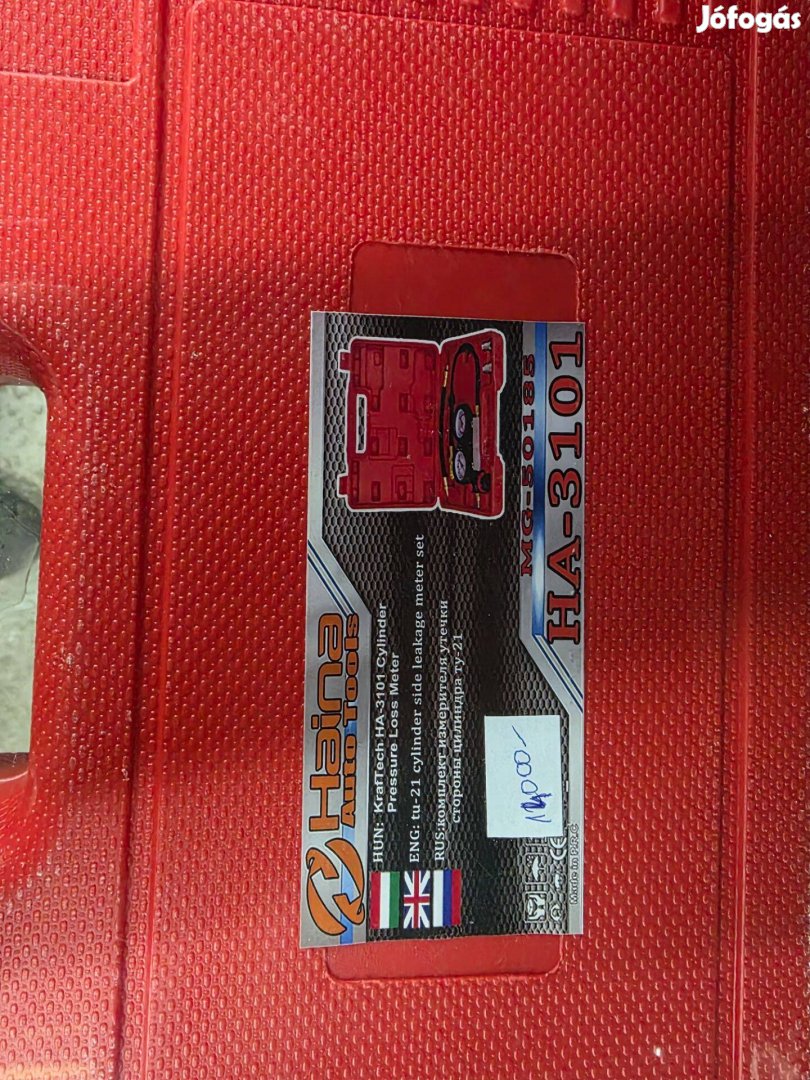 Jófogás
Haina
Auto Tools
HUN: KrafTech HA-3101 Cylinder
Pressure Loss Meter
ENG: tu-21 cylinder side leakage meter set
RUS:комплект измерителя утечки
стороны цилиндра ту-21
MG-50185
HA-3101
CE
Made in P.R.C